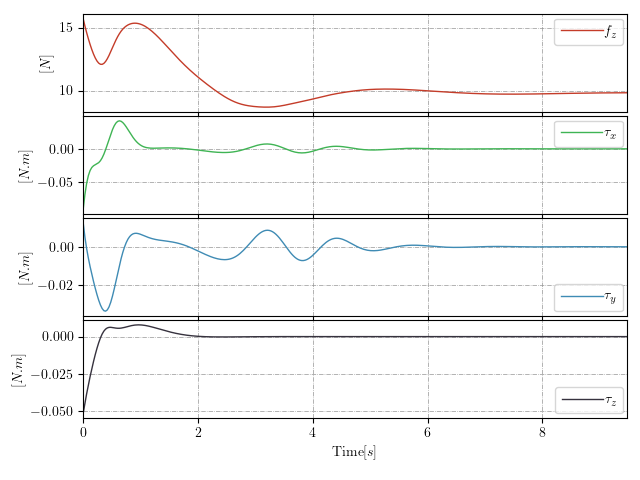 15
10
[N]
f_z
0.00
−0.05
[N.m]
τ_x
0.00
−0.02
[N.m]
τ_y
0.000
−0.025
−0.050
[N.m]
τ_z
0 2 4 6 8
Time[s]